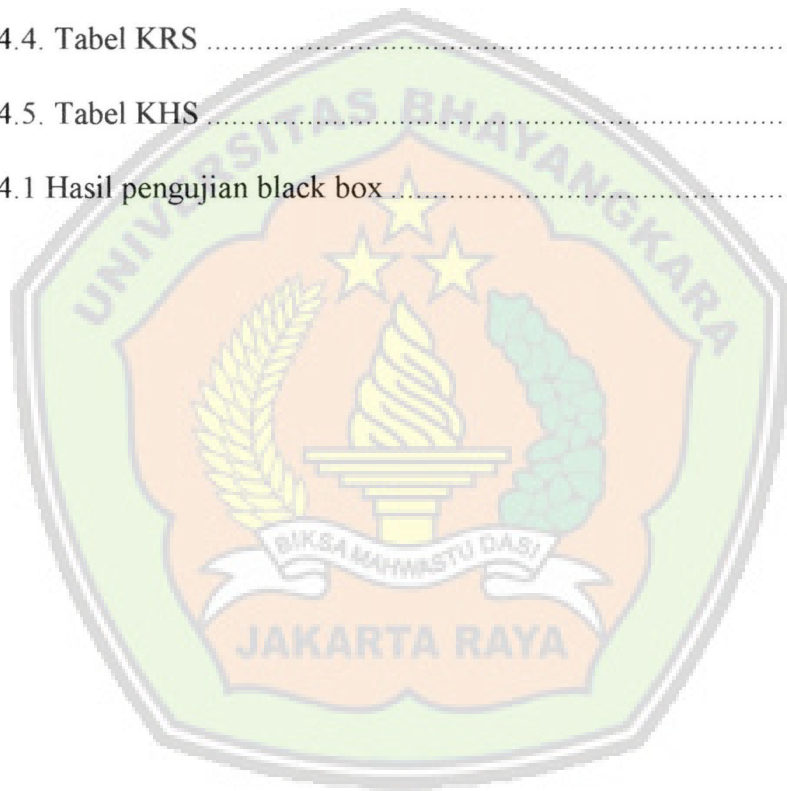 4.4. Tabel KRS ........................................................................
4.5. Tabel KHS ........................................................................
4.1 Hasil pengujian black box ..................................................
UNIVERSITAS BHAYANGKARA
BIKSA MAHWASTU DASI
JAKARTA RAYA